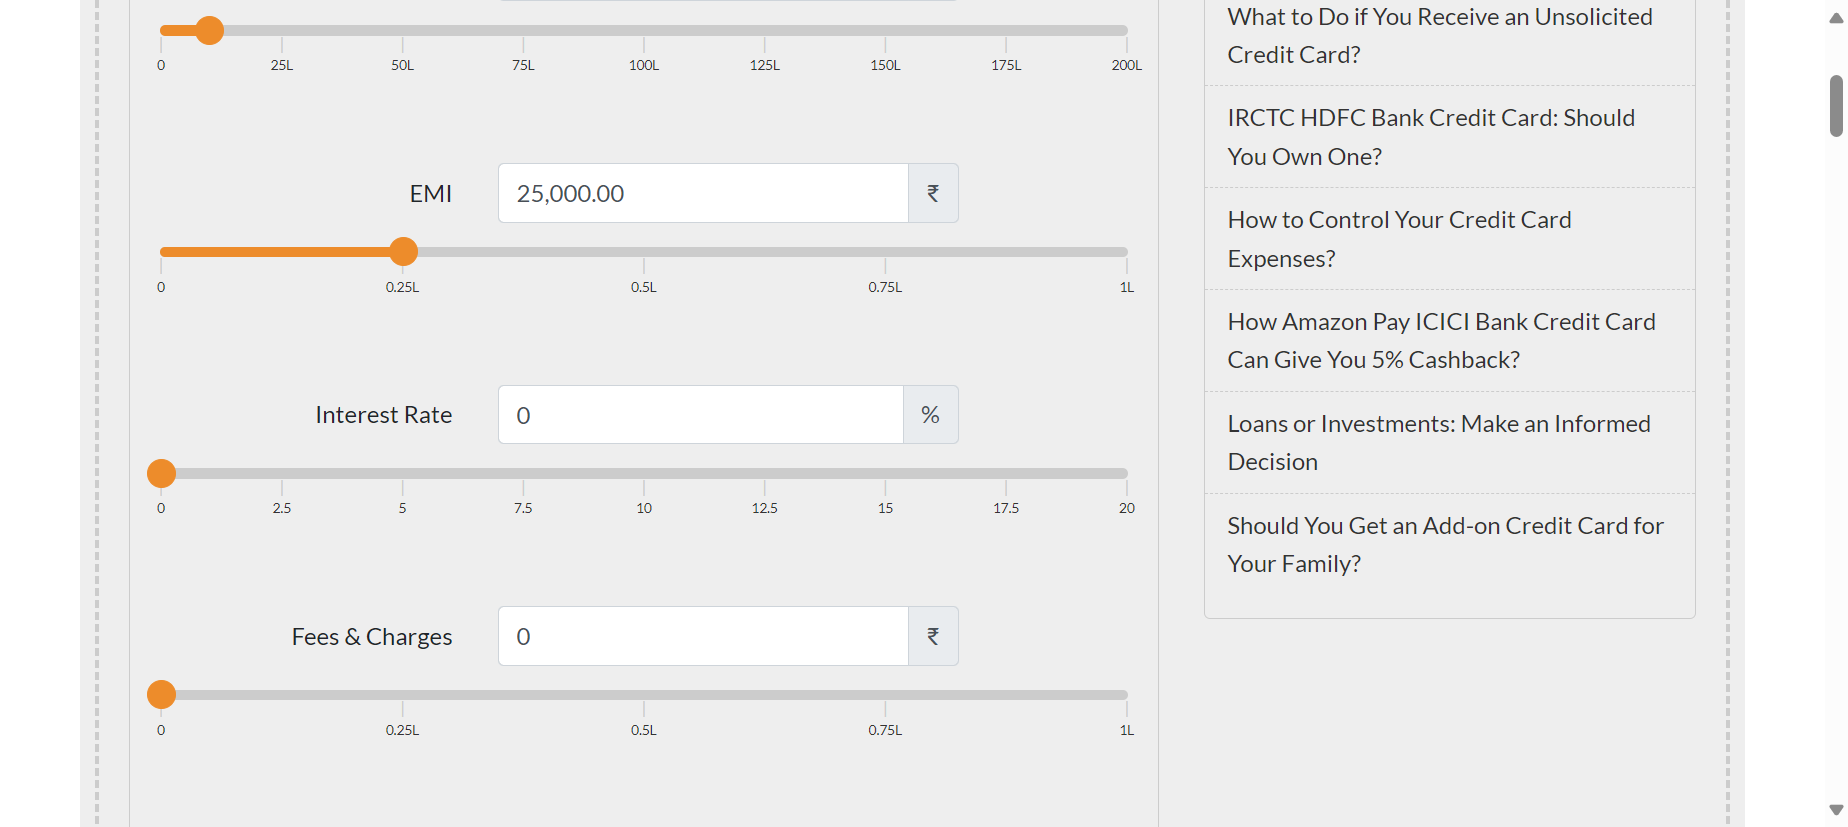 0 25L 50L 75L 100L 125L 150L 175L 200L
EMI 25,000.00 ₹
0 0.25L 0.5L 0.75L 1L
Interest Rate 0 %
0 2.5 5 7.5 10 12.5 15 17.5 20
Fees & Charges 0 ₹
0 0.25L 0.5L 0.75L 1L
What to Do if You Receive an Unsolicited
Credit Card?
IRCTC HDFC Bank Credit Card: Should
You Own One?
How to Control Your Credit Card
Expenses?
How Amazon Pay ICICI Bank Credit Card
Can Give You 5% Cashback?
Loans or Investments: Make an Informed
Decision
Should You Get an Add-on Credit Card for
Your Family?